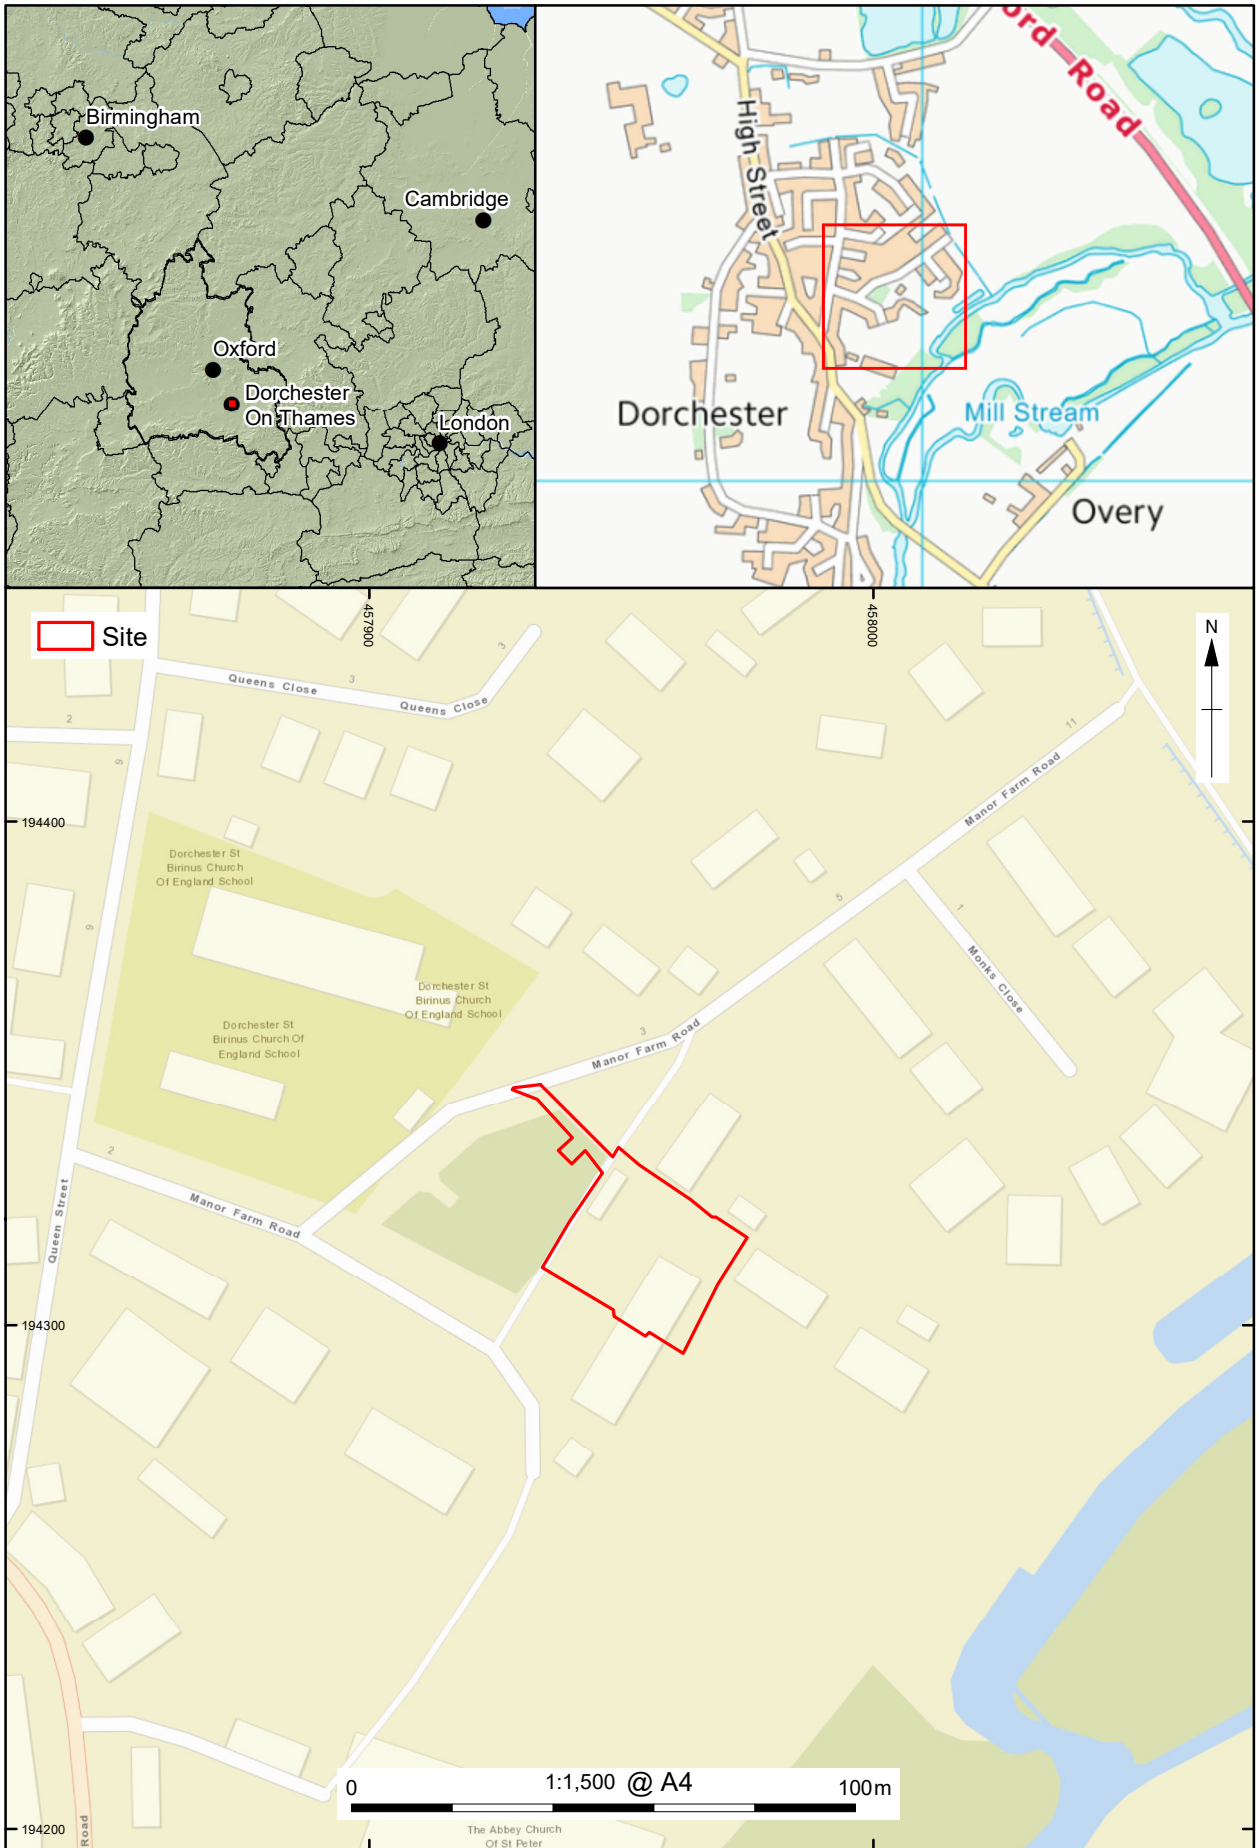 Birmingham
Cambridge
Oxford
Dorchester
On Thames
London
ord Road
High Street
Dorchester
Mill Stream
Overy
Site
457900
458000
N
Queens Close
3
Queens Close
3
2
9
11
Manor Farm Road
194400
Dorchester St
Birinus Church
Of England School
5
1
9
Monks Close
Dorchester St
Birinus Church
Of England School
Dorchester St
Birinus Church Of
England School
3
Manor Farm Road
2
Manor Farm Road
Queen Street
194300
0
1:1,500 @ A4
100m
Road
194200
The Abbey Church
Of St Peter